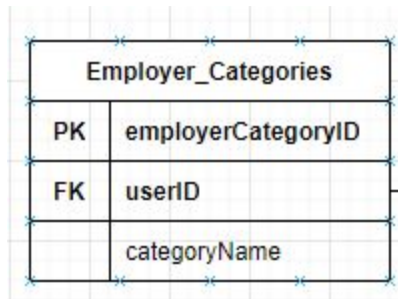 Employer_Categories
PK employerCategoryID
FK userID
categoryName